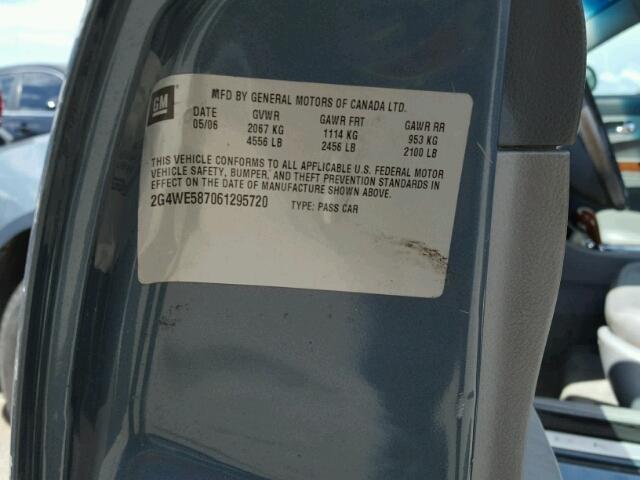 GM
MFD BY GENERAL MOTORS OF CANADA LTD.
DATE GVWR GAWR FRT GAWR RR
05/06 2067 KG 1114 KG 953 KG
4556 LB 2456 LB 2100 LB
THIS VEHICLE CONFORMS TO ALL APPLICABLE U.S. FEDERAL MOTOR
VEHICLE SAFETY, BUMPER, AND THEFT PREVENTION STANDARDS IN
EFFECT ON THE DATE OF MANUFACTURE SHOWN ABOVE.
2G4WE587061295720 TYPE: PASS CAR